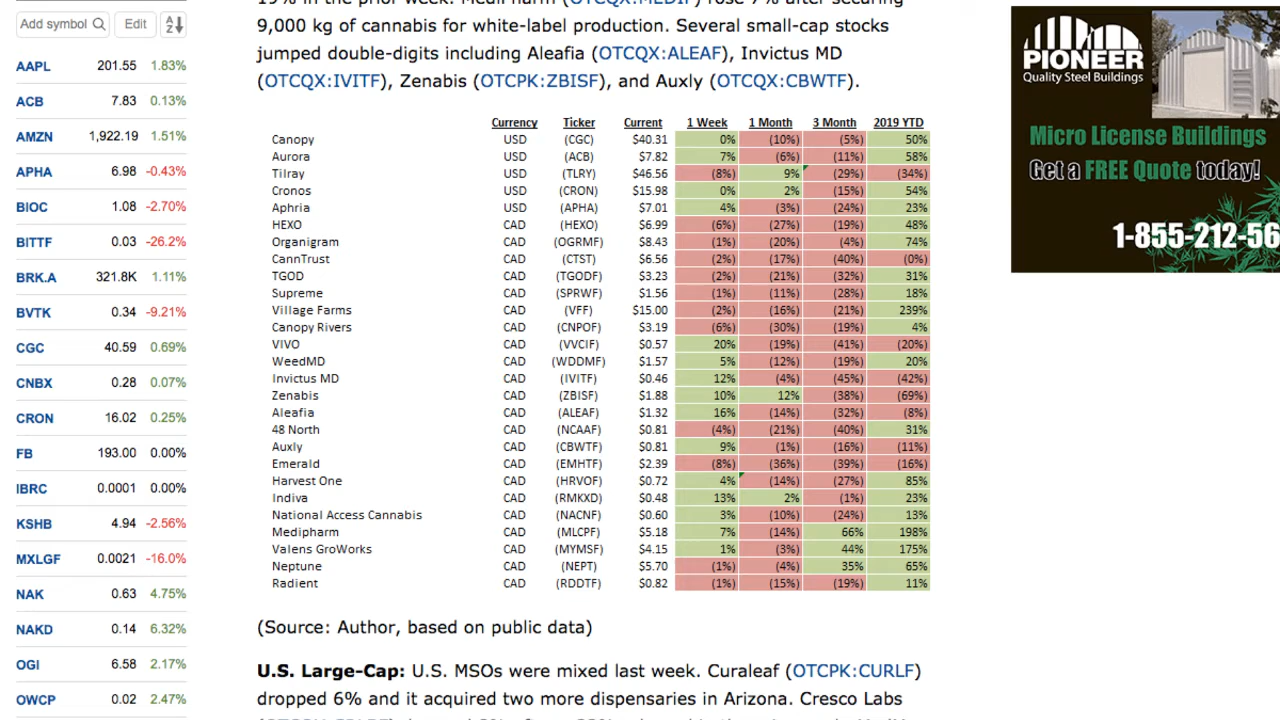 Add symbol
Edit
A
Z
AAPL 201.55 1.83%
ACB 7.83 0.13%
AMZN 1,922.19 1.51%
APHA 6.98 -0.43%
BIOC 1.08 -2.70%
BITTF 0.03 -26.2%
BRK.A 321.8K 1.11%
BVTK 0.34 -9.21%
CGC 40.59 0.69%
CNBX 0.28 0.07%
CRON 16.02 0.25%
FB 193.00 0.00%
IBRC 0.0001 0.00%
KSHB 4.94 -2.56%
MXLGF 0.0021 -16.0%
NAK 0.63 4.75%
NAKD 0.14 6.32%
OGI 6.58 2.17%
OWCP 0.02 2.47%
9,000 kg of cannabis for white-label production. Several small-cap stocks
jumped double-digits including Aleafia (OTCQX:ALEAF), Invictus MD
(OTCQX:IVITF), Zenabis (OTCPK:ZBISF), and Auxly (OTCQX:CBWTF).
Currency Ticker Current 1 Week 1 Month 3 Month 2019 YTD
Canopy USD (CGC) $40.31 0% (10%) (5%) 50%
Aurora USD (ACB) $7.82 7% (6%) (11%) 58%
Tilray USD (TLRY) $46.56 (8%) 9% (29%) (34%)
Cronos USD (CRON) $15.98 0% 2% (15%) 54%
Aphria USD (APHA) $7.01 4% (3%) (24%) 23%
HEXO CAD (HEXO) $6.99 (6%) (27%) (19%) 48%
Organigram CAD (OGRMF) $8.43 (1%) (20%) (4%) 74%
CannTrust CAD (CTST) $6.56 (2%) (17%) (40%) (0%)
TGOD CAD (TGODF) $3.23 (2%) (21%) (32%) 31%
Supreme CAD (SPRWF) $1.56 (1%) (11%) (28%) 18%
Village Farms CAD (VFF) $15.00 (2%) (16%) (21%) 239%
Canopy Rivers CAD (CNPOF) $3.19 (6%) (30%) (19%) 4%
VIVO CAD (VVCIF) $0.57 20% (19%) (41%) (20%)
WeedMD CAD (WDDMF) $1.57 5% (12%) (19%) 20%
Invictus MD CAD (IVITF) $0.46 12% (4%) (45%) (42%)
Zenabis CAD (ZBISF) $1.88 10% 12% (38%) (69%)
Aleafia CAD (ALEAF) $1.32 16% (14%) (32%) (8%)
48 North CAD (NCAAF) $0.81 (4%) (21%) (40%) 31%
Auxly CAD (CBWTF) $0.81 9% (1%) (16%) (11%)
Emerald CAD (EMHTF) $2.39 (8%) (36%) (39%) (16%)
Harvest One CAD (HRVOF) $0.72 4% (14%) (27%) 85%
Indiva CAD (RMKXD) $0.48 13% 2% (1%) 23%
National Access Cannabis CAD (NACNF) $0.60 3% (10%) (24%) 13%
Medipharm CAD (MLCPF) $5.18 7% (14%) 66% 198%
Valens GroWorks CAD (MYMSF) $4.15 1% (3%) 44% 175%
Neptune CAD (NEPT) $5.70 (1%) (4%) 35% 65%
Radient CAD (RDDTF) $0.82 (1%) (15%) (19%) 11%
(Source: Author, based on public data)
U.S. Large-Cap: U.S. MSOs were mixed last week. Curaleaf (OTCPK:CURLF)
dropped 6% and it acquired two more dispensaries in Arizona. Cresco Labs
PIONEER
Quality Steel Buildings
Micro License Buildings
Get a FREE Quote today!
1-855-212-56